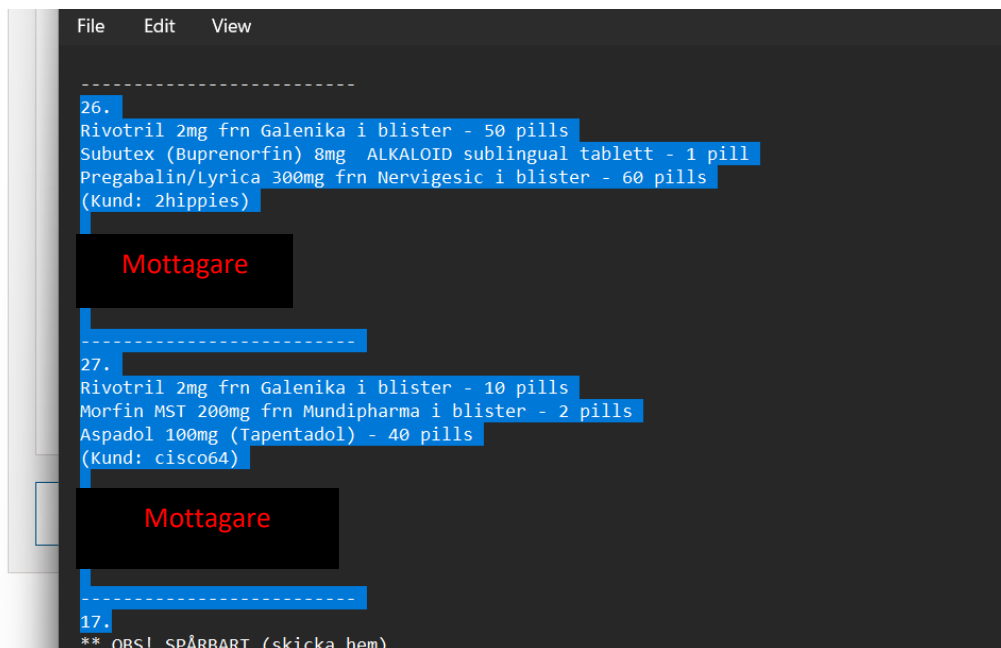 File Edit View
--------------------------
26.
Rivotril 2mg frn Galenika i blister - 50 pills
Subutex (Buprenorfin) 8mg  ALKALOID sublingual tablett - 1 pill
Pregabalin/Lyrica 300mg frn Nervigesic i blister - 60 pills
(Kund: 2hippies)
Mottagare
--------------------------
27.
Rivotril 2mg frn Galenika i blister - 10 pills
Morfin MST 200mg frn Mundipharma i blister - 2 pills
Aspadol 100mg (Tapentadol) - 40 pills
(Kund: cisco64)
Mottagare
--------------------------
17.
** OBS! SPÅRBART (skicka hem)